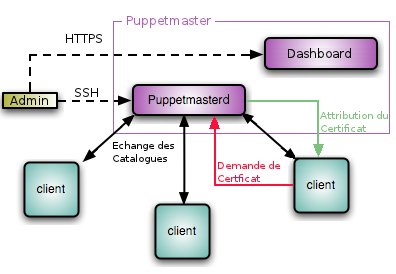 Puppetmaster
HTTPS
Dashboard
Admin
SSH
Puppetmasterd
Attribution du
Certificat
Echange des
Catalogues
Demande de
Certficat
client
client
client